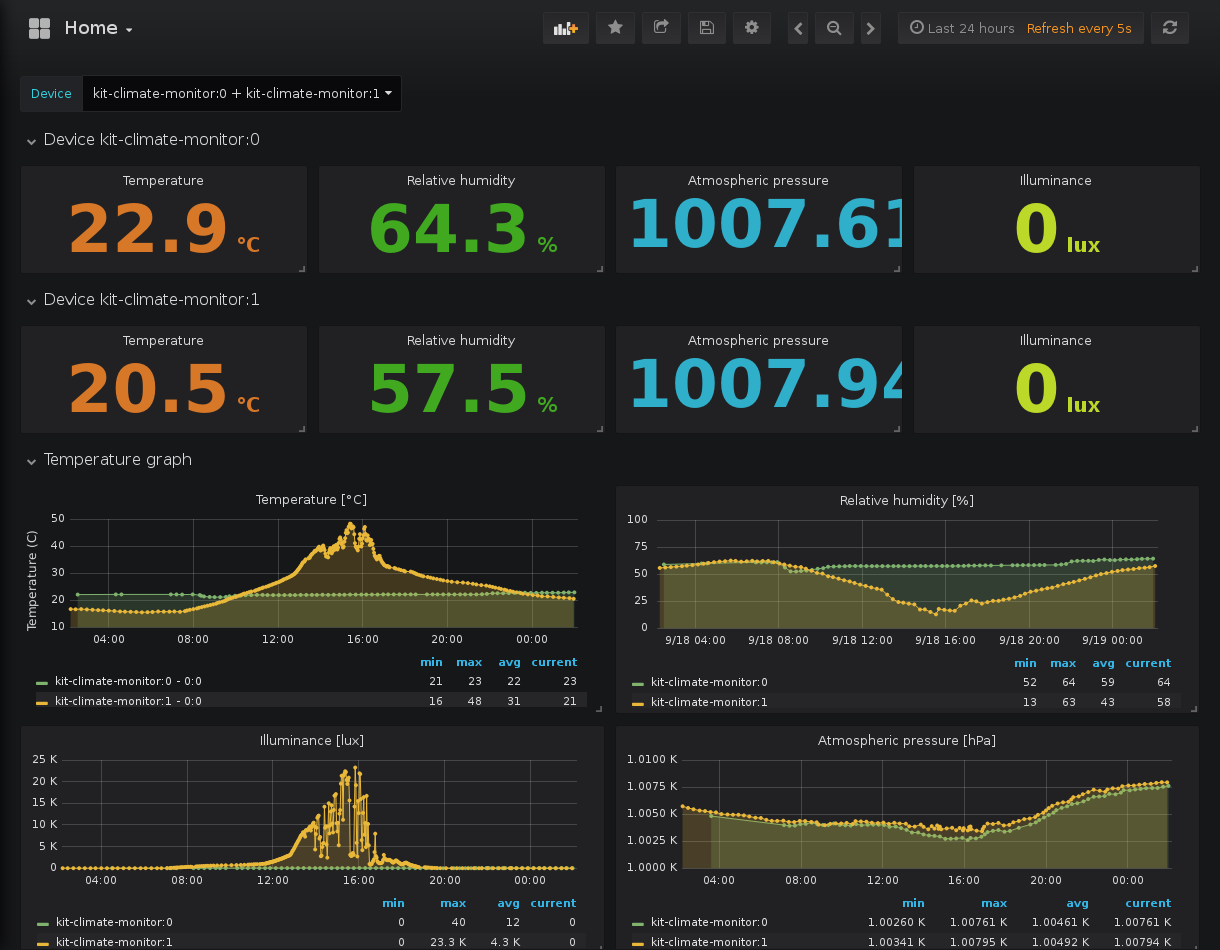 Home
Last 24 hours Refresh every 5s
Device kit-climate-monitor:0 + kit-climate-monitor:1
Device kit-climate-monitor:0
Temperature Relative humidity Atmospheric pressure Illuminance
22.9 °C 64.3 % 1007.61 0 lux
Device kit-climate-monitor:1
Temperature Relative humidity Atmospheric pressure Illuminance
20.5 °C 57.5 % 1007.94 0 lux
Temperature graph
Temperature [°C]
Temperature (C)
50
40
30
20
10
04:00 08:00 12:00 16:00 20:00 00:00
min max avg current
kit-climate-monitor:0 - 0:0 21 23 22 23
kit-climate-monitor:1 - 0:0 16 48 31 21
Relative humidity [%]
100
75
50
25
0
9/18 04:00 9/18 08:00 9/18 12:00 9/18 16:00 9/18 20:00 9/19 00:00
min max avg current
kit-climate-monitor:0 52 64 59 64
kit-climate-monitor:1 13 63 43 58
Illuminance [lux]
25 K
20 K
15 K
10 K
5 K
0
04:00 08:00 12:00 16:00 20:00 00:00
min max avg current
kit-climate-monitor:0 0 40 12 0
kit-climate-monitor:1 0 23.3 K 4.3 K 0
Atmospheric pressure [hPa]
1.0100 K
1.0075 K
1.0050 K
1.0025 K
1.0000 K
04:00 08:00 12:00 16:00 20:00 00:00
min max avg current
kit-climate-monitor:0 1.00260 K 1.00761 K 1.00461 K 1.00761 K
kit-climate-monitor:1 1.00341 K 1.00795 K 1.00492 K 1.00794 K